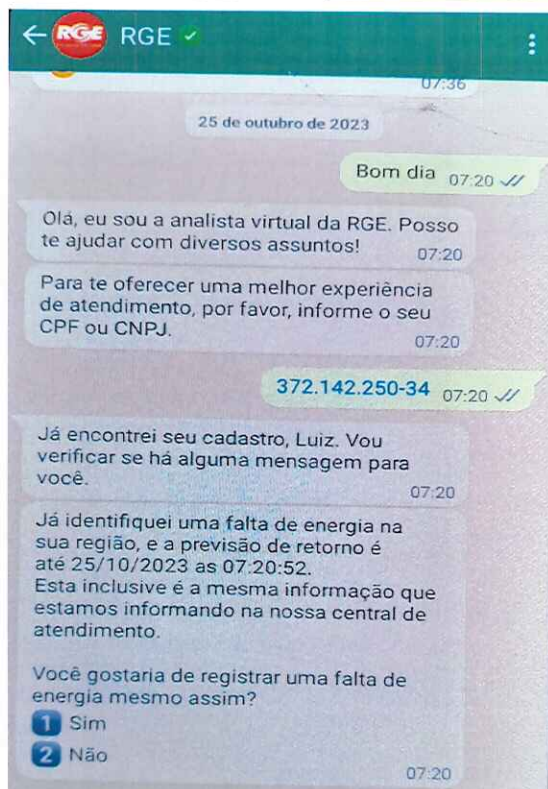 RGE RGE
07:36
25 de outubro de 2023
Bom dia 07:20
Olá, eu sou a analista virtual da RGE. Posso
te ajudar com diversos assuntos!
07:20
Para te oferecer uma melhor experiência
de atendimento, por favor, informe o seu
CPF ou CNPJ.
07:20
372.142.250-34 07:20
Já encontrei seu cadastro, Luiz. Vou
verificar se há alguma mensagem para
você.
07:20
Já identifiquei uma falta de energia na
sua região, e a previsão de retorno é
até 25/10/2023 as 07:20:52.
Esta inclusive é a mesma informação que
estamos informando na nossa central de
atendimento.
Você gostaria de registrar uma falta de
energia mesmo assim?
1 Sim
2 Não
07:20